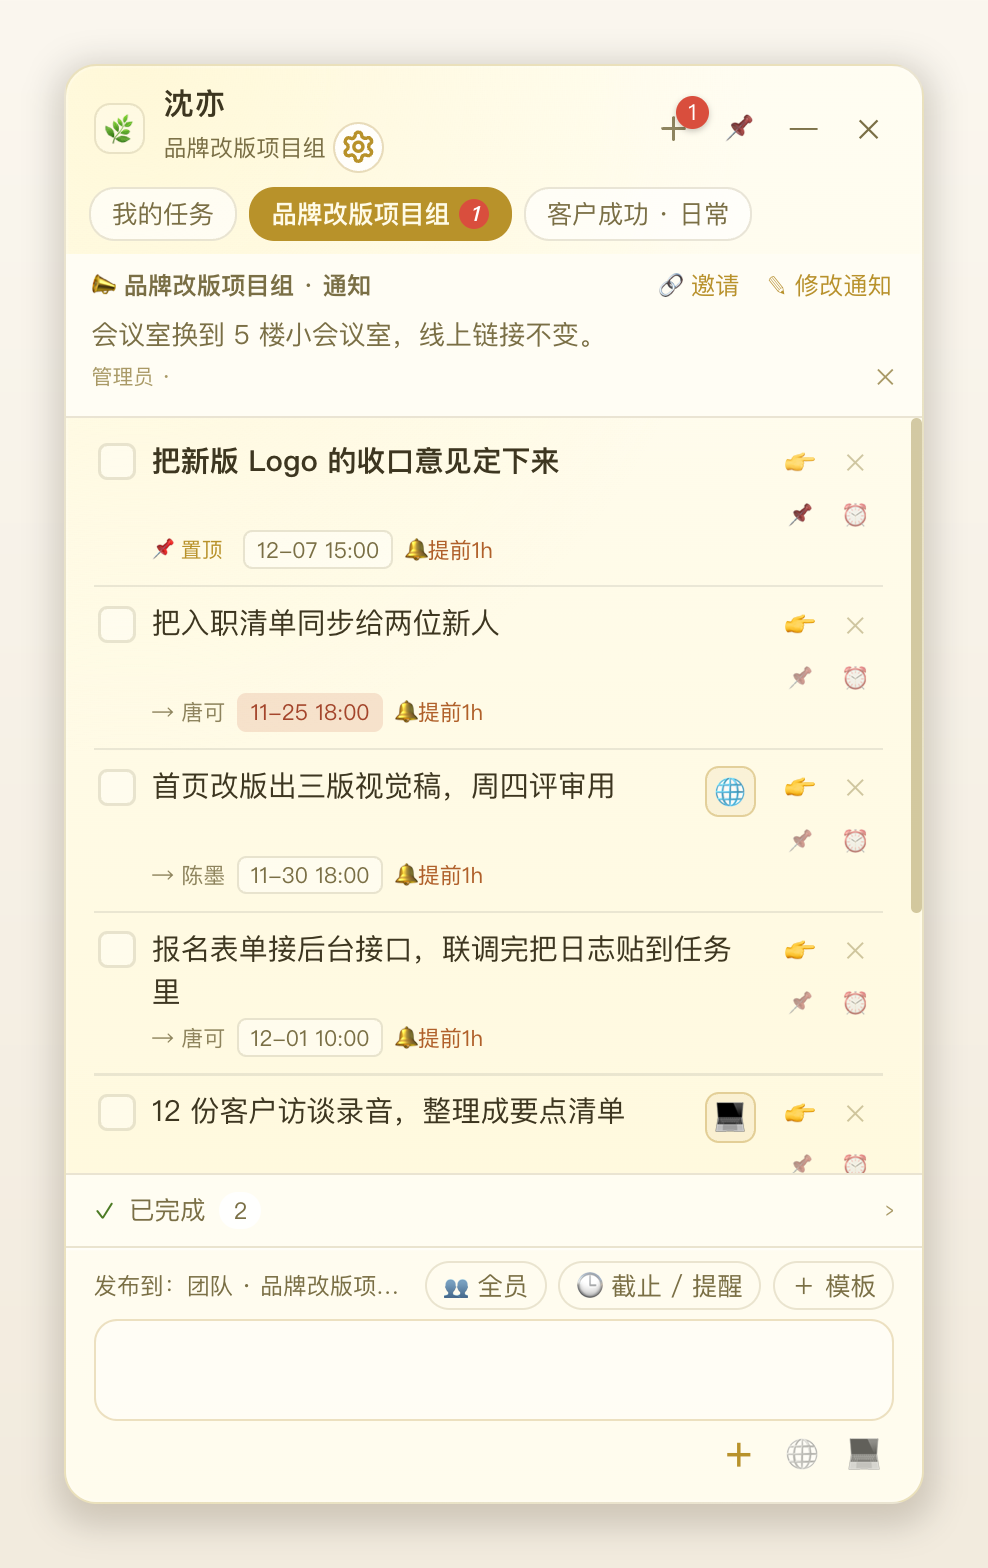 沈亦
品牌改版项目组
1
我的任务
品牌改版项目组 1
客户成功 · 日常
品牌改版项目组 · 通知
邀请
修改通知
会议室换到 5 楼小会议室，线上链接不变。
管理员 ·
把新版 Logo 的收口意见定下来
置顶 12-07 15:00 提前1h
把入职清单同步给两位新人
→ 唐可 11-25 18:00 提前1h
首页改版出三版视觉稿，周四评审用
→ 陈墨 11-30 18:00 提前1h
报名表单接后台接口，联调完把日志贴到任务
里
→ 唐可 12-01 10:00 提前1h
12 份客户访谈录音，整理成要点清单
✓ 已完成 2
发布到：团队 · 品牌改版项…
全员
截止 / 提醒
+ 模板